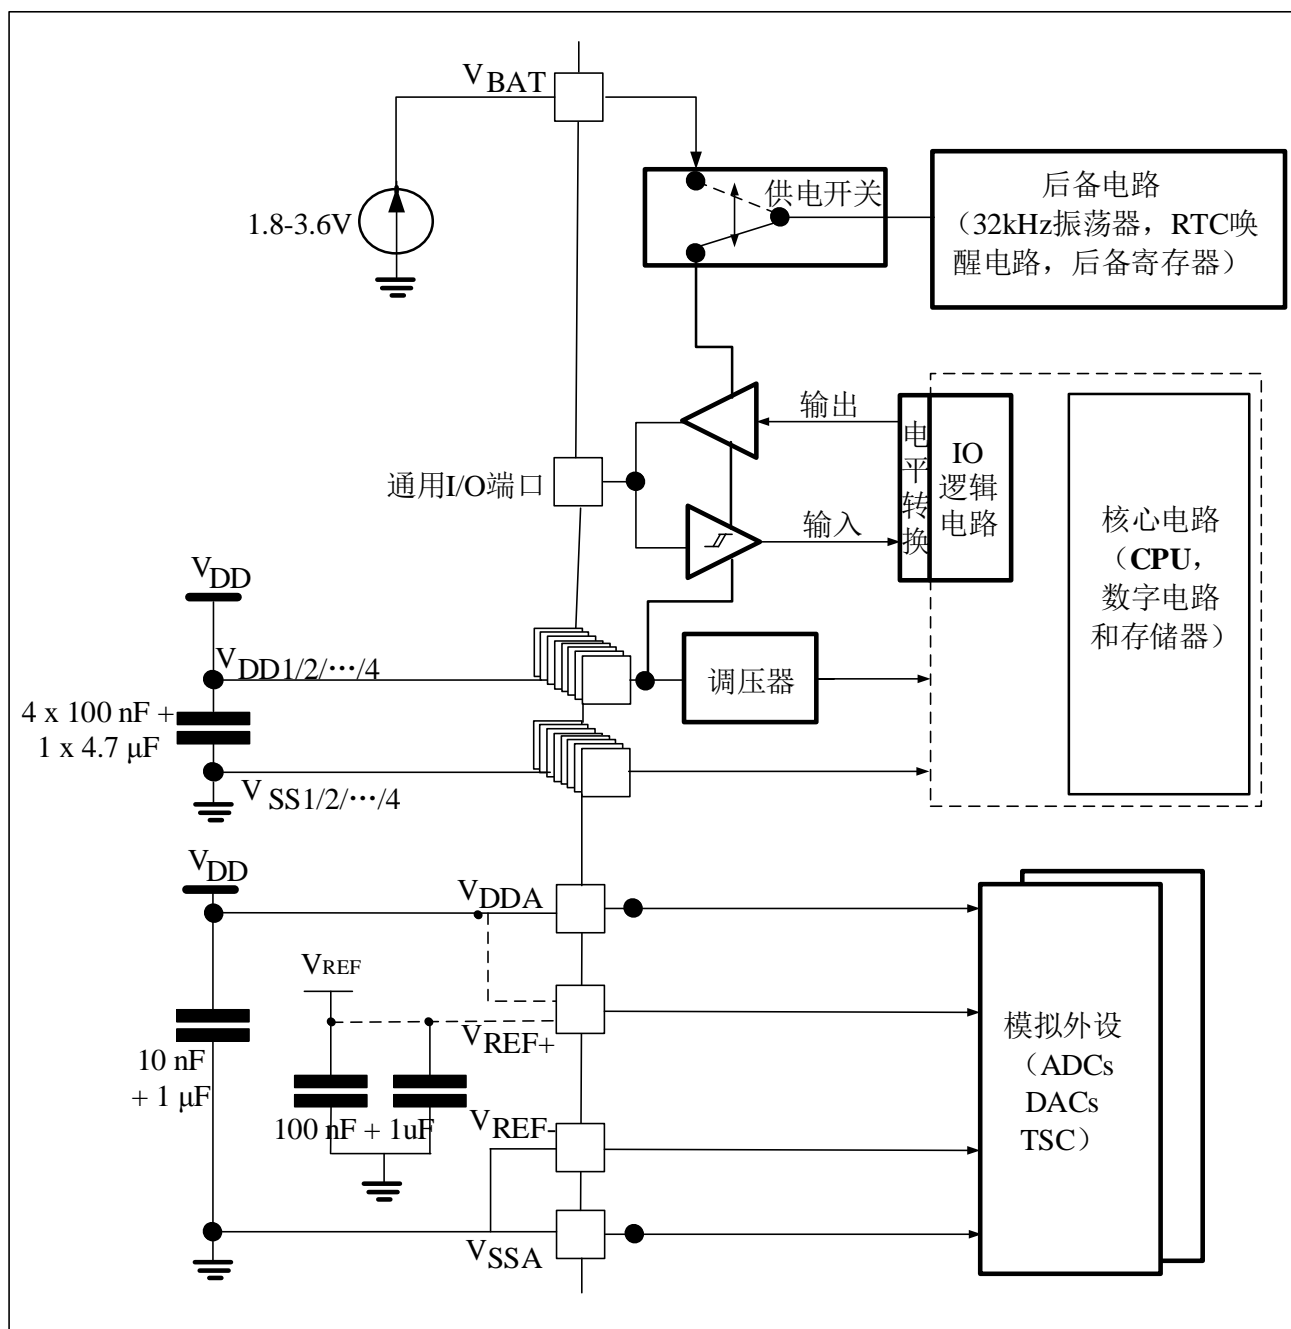 VBAT
供电开关
后备电路
（32kHz振荡器，RTC唤
醒电路，后备寄存器）
1.8-3.6V
输出
电平转换
IO
逻辑
电路
通用I/O端口
输入
核心电路
（CPU，
数字电路
和存储器）
VDD
VDD1/2/…/4
调压器
4 x 100 nF +
1 x 4.7 μF
VSS1/2/…/4
VDD
VDDA
VREF
VREF+
10 nF
+ 1 μF
100 nF + 1uF
VREF-
VSSA
模拟外设
（ADCs
DACs
TSC）